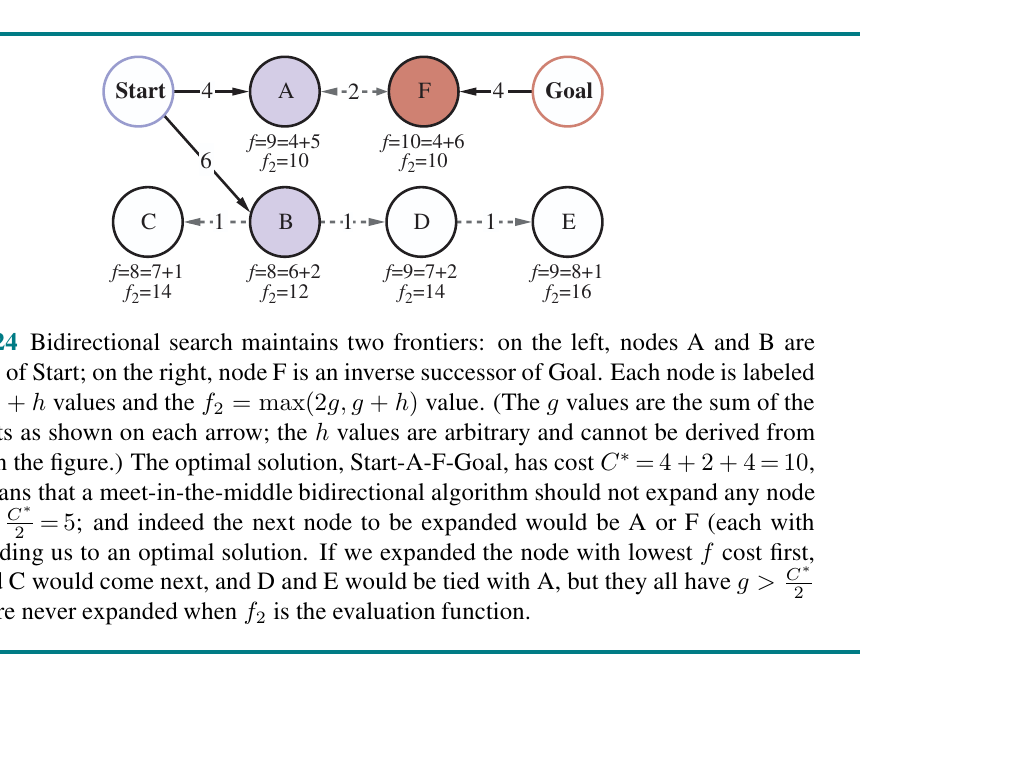 Start 4 A 2 F 4 Goal
f=9=4+5 f=10=4+6
f₂=10 f₂=10
6
C 1 B 1 D 1 E
f=8=7+1 f=8=6+2 f=9=7+2 f=9=8+1
f₂=14 f₂=12 f₂=14 f₂=16
24 Bidirectional search maintains two frontiers: on the left, nodes A and B are
of Start; on the right, node F is an inverse successor of Goal. Each node is labeled
+ h values and the f₂ = max(2g, g + h) value. (The g values are the sum of the
as shown on each arrow; the h values are arbitrary and cannot be derived from
the figure.) The optimal solution, Start-A-F-Goal, has cost C* = 4 + 2 + 4 = 10,
that a meet-in-the-middle bidirectional algorithm should not expand any node
C*/2 = 5; and indeed the next node to be expanded would be A or F (each with
us to an optimal solution. If we expanded the node with lowest f cost first,
C would come next, and D and E would be tied with A, but they all have g > C*/2
never expanded when f₂ is the evaluation function.